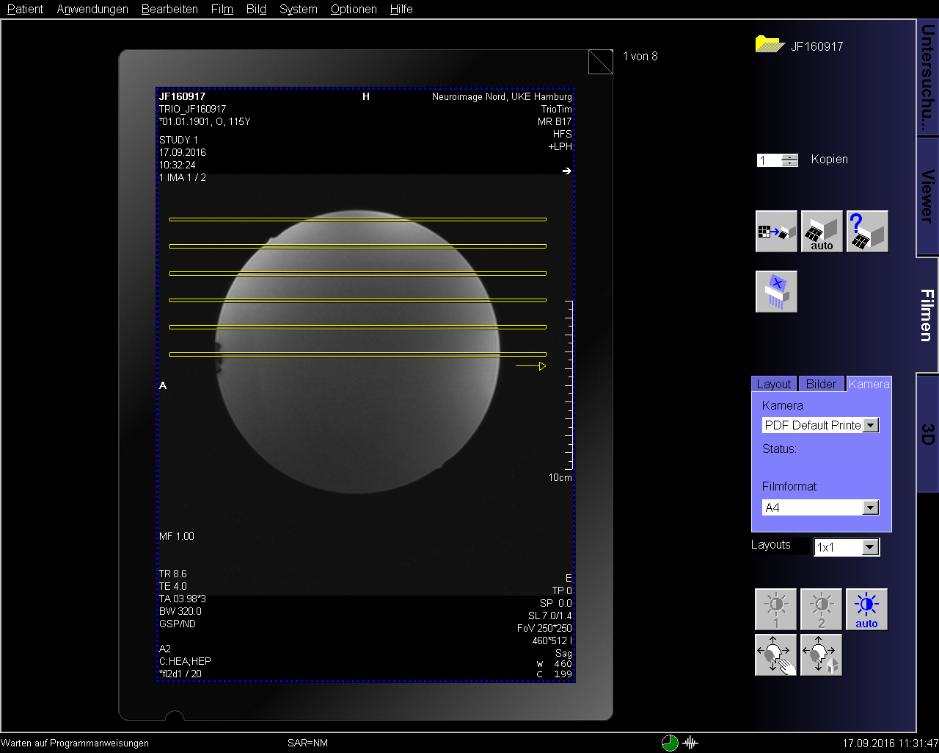 Patient Anwendungen Bearbeiten Film Bild System Optionen Hilfe
1 von 8
JF160917
TRIO_JF160917
*01.01.1901, O, 115Y
STUDY 1
17.09.2016
10:32:24
1 IMA 1 / 2
H
Neuroimage Nord, UKE Hamburg
TrioTim
MR B17
HFS
+LPH
A
10cm
MF 1.00
TR 8.6
TE 4.0
TA 03.98*3
BW 320.0
GSP/ND
A2
C:HEA;HEP
*fl2d1 / 20
E
TP 0
SP 0.0
SL 7.0/1.4
FoV 250*250
460*512 I
Sag
W 460
C 199
JF160917
1 Kopien
auto
?
Layout Bilder Kamera
Kamera
PDF Default Printe
Status:
Filmformat
A4
Layouts 1x1
1 2 auto
Untersuchu...
Viewer
Filmen
3D
Warten auf Programmanweisungen SAR=NM 17.09.2016 11:31:47